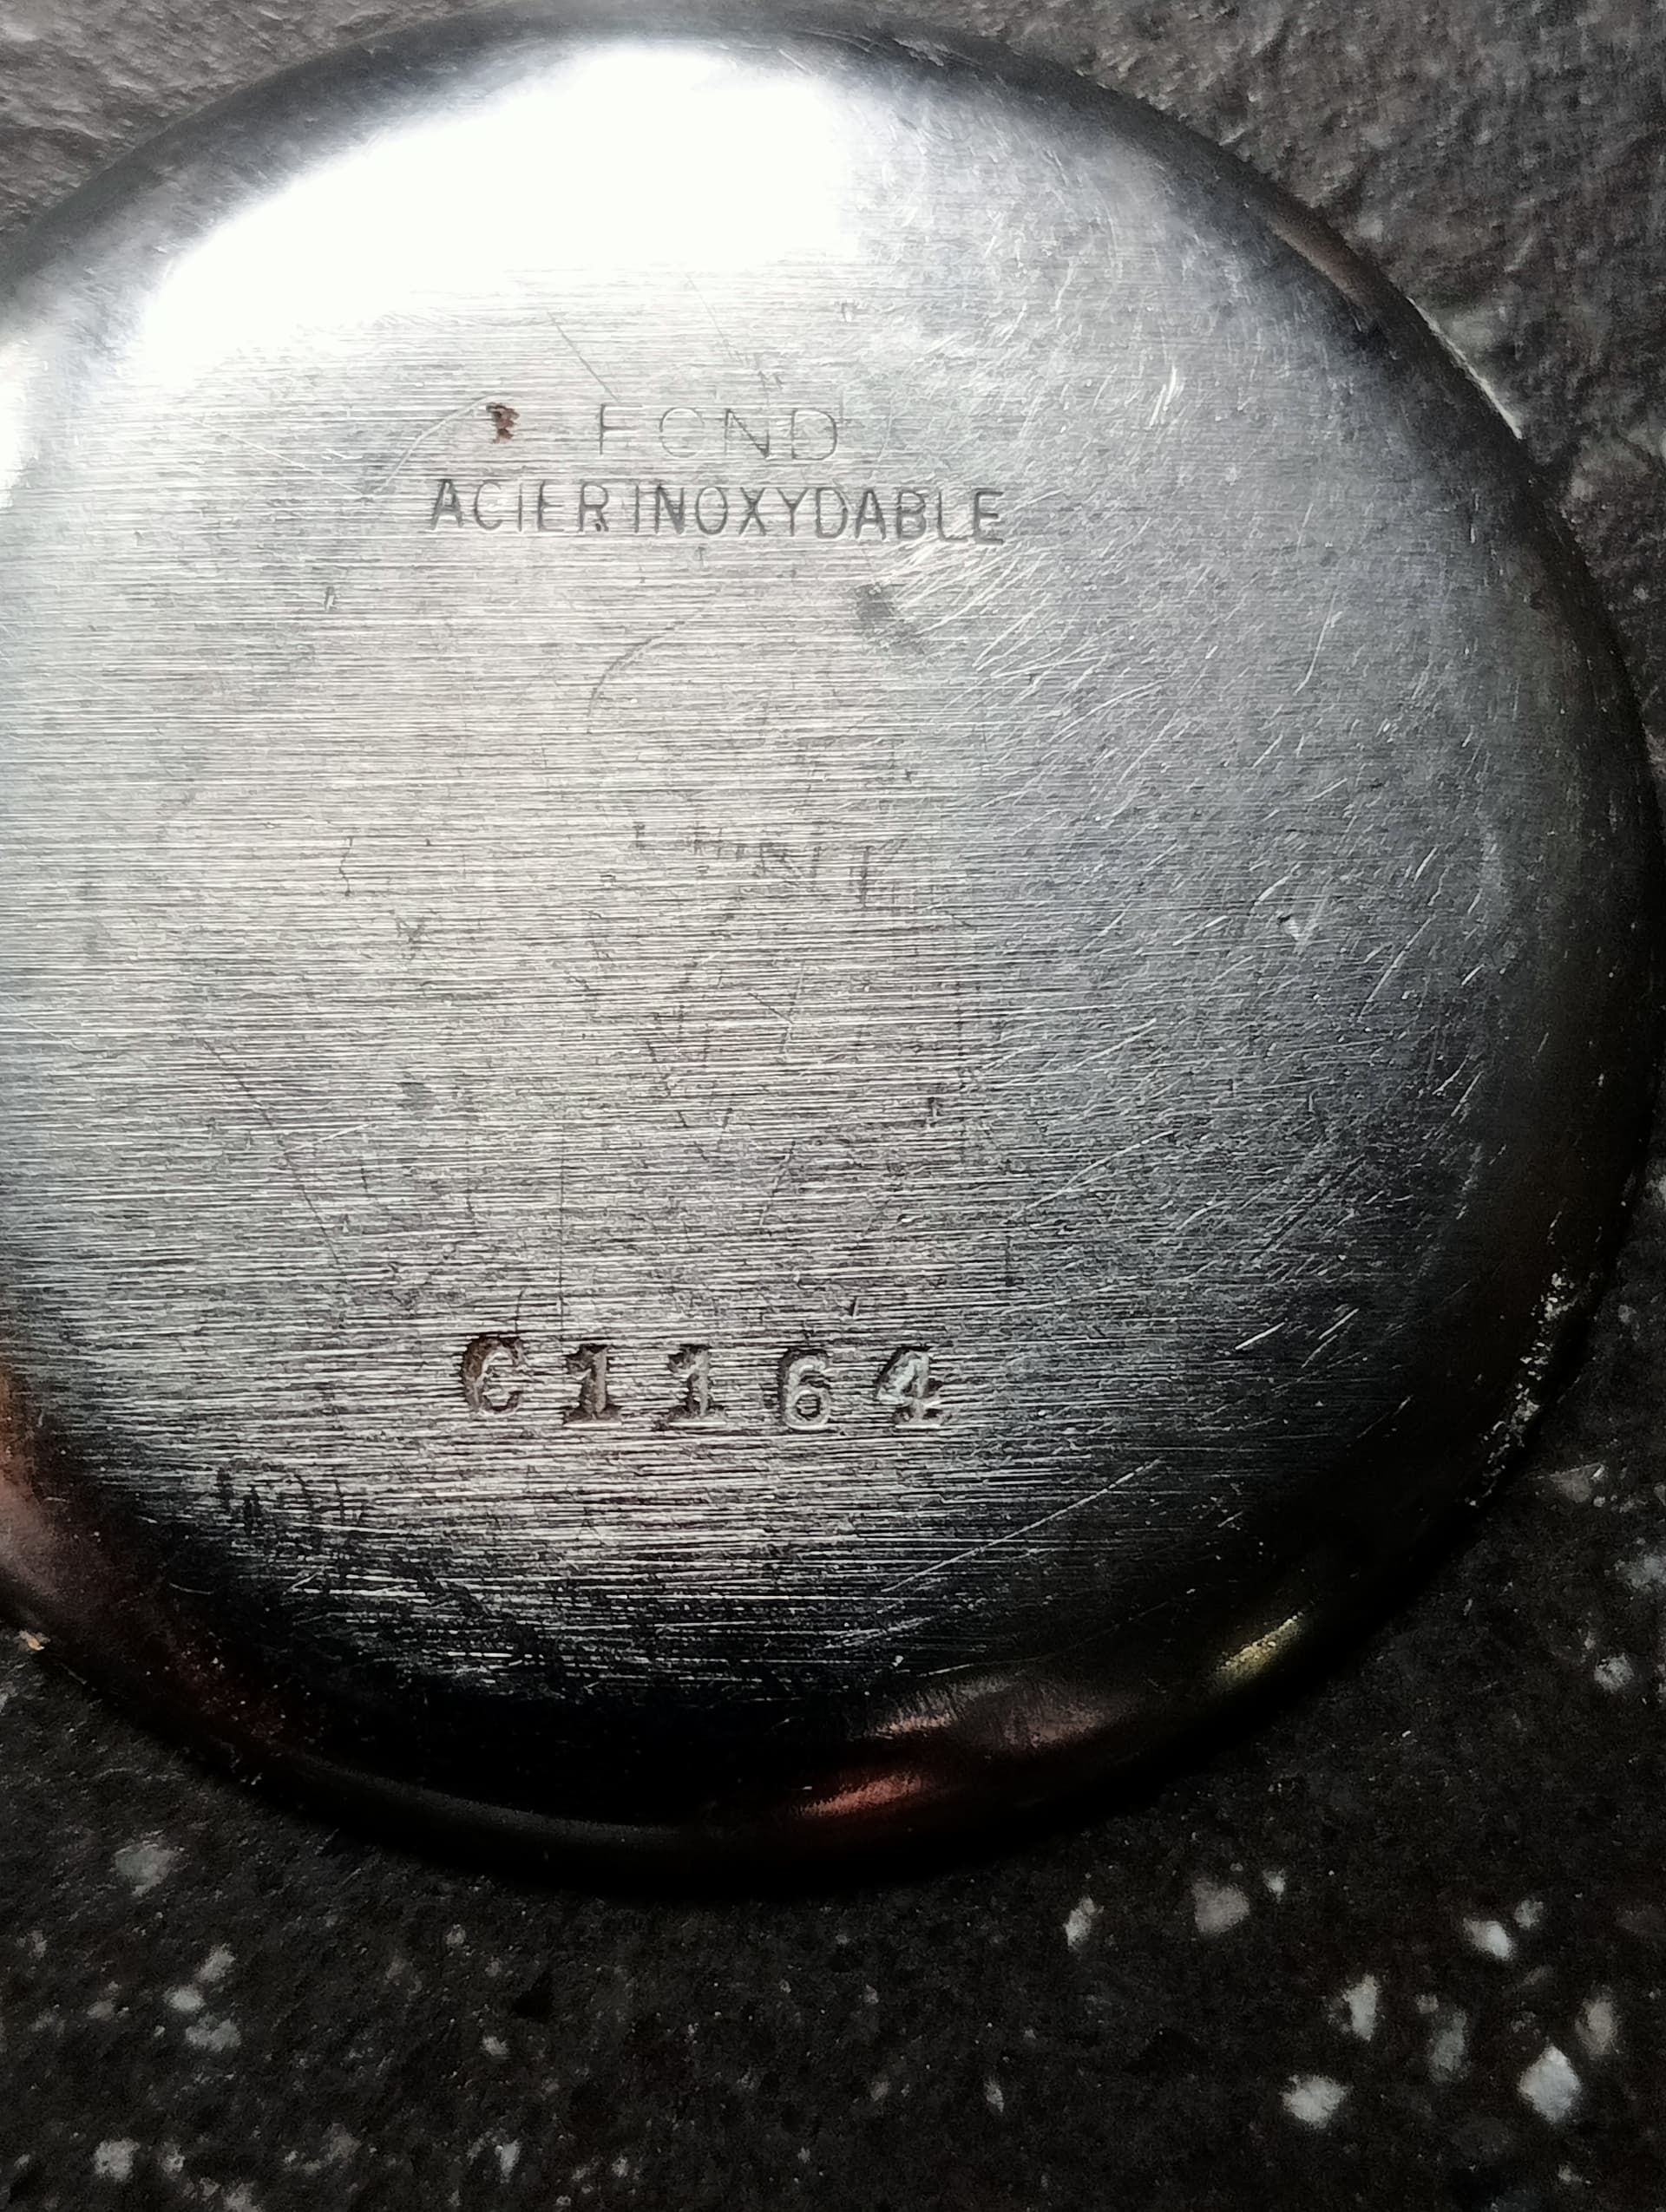 FOND
ACIER INOXYDABLE
C1164